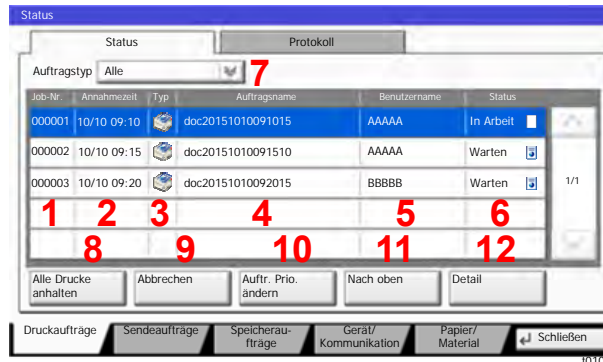 Status
Status Protokoll
Auftragstyp Alle 7
Job-Nr. Annahmezeit Typ Auftragsname Benutzername Status
000001 10/10 09:10 doc20151010091015 AAAAA In Arbeit
000002 10/10 09:15 doc20151010091510 AAAAA Warten
000003 10/10 09:20 doc20151010092015 BBBBB Warten
1/1
1 2 3 4 5 6
8 9 10 11 12
Alle Drucke anhalten Abbrechen Auftr. Prio. ändern Nach oben Detail
Druckaufträge Sendeaufträge Speicherau-fträge Gerät/Kommunikation Papier/Material Schließen